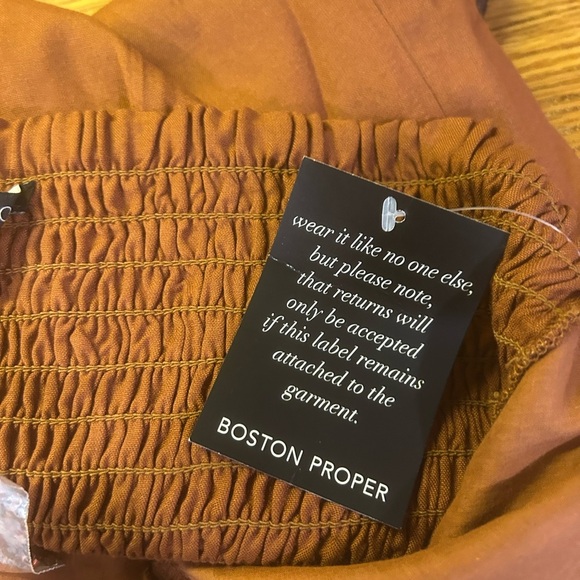 wear it like no one else,
but please note,
that returns will
only be accepted
if this label remains
attached to the
garment.
BOSTON PROPER